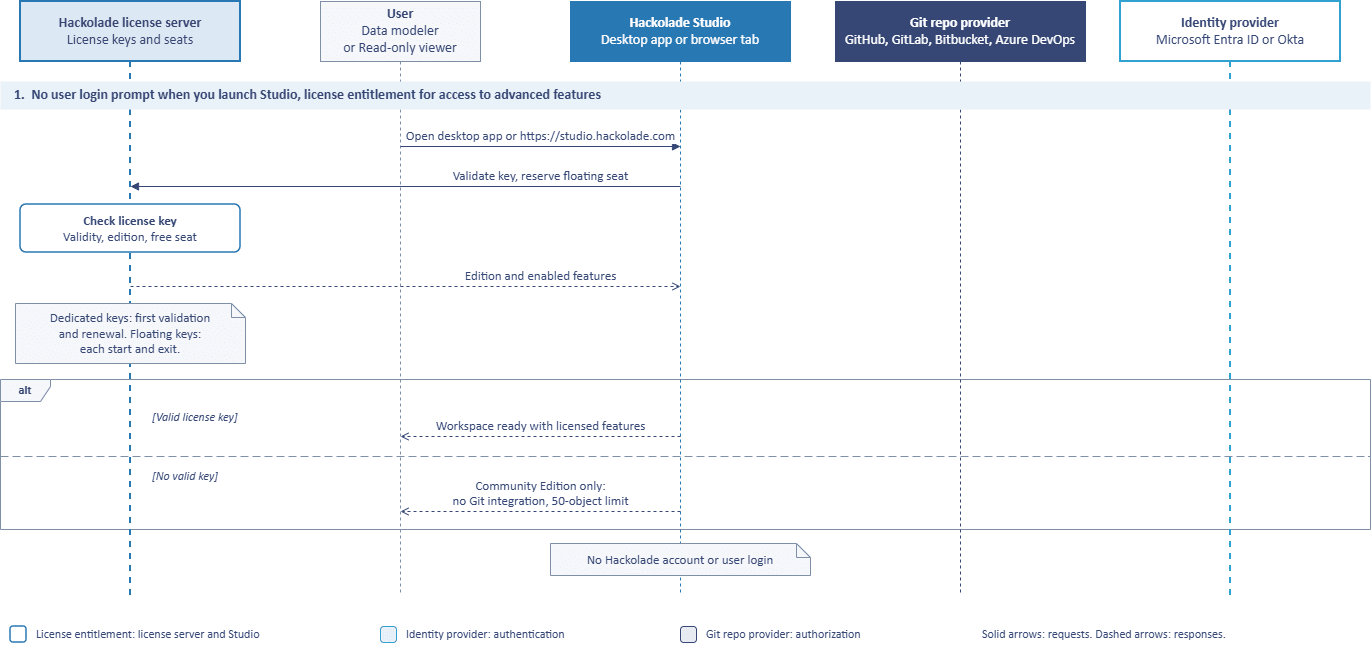 Hackolade license server
License keys and seats
User
Data modeler
or Read-only viewer
Hackolade Studio
Desktop app or browser tab
Git repo provider
GitHub, GitLab, Bitbucket, Azure DevOps
Identity provider
Microsoft Entra ID or Okta
1. No user login prompt when you launch Studio, license entitlement for access to advanced features
Open desktop app or https://studio.hackolade.com
Validate key, reserve floating seat
Check license key
Validity, edition, free seat
Edition and enabled features
Dedicated keys: first validation
and renewal. Floating keys:
each start and exit.
alt
[Valid license key]
Workspace ready with licensed features
[No valid key]
Community Edition only:
no Git integration, 50-object limit
No Hackolade account or user login
License entitlement: license server and Studio
Identity provider: authentication
Git repo provider: authorization
Solid arrows: requests. Dashed arrows: responses.